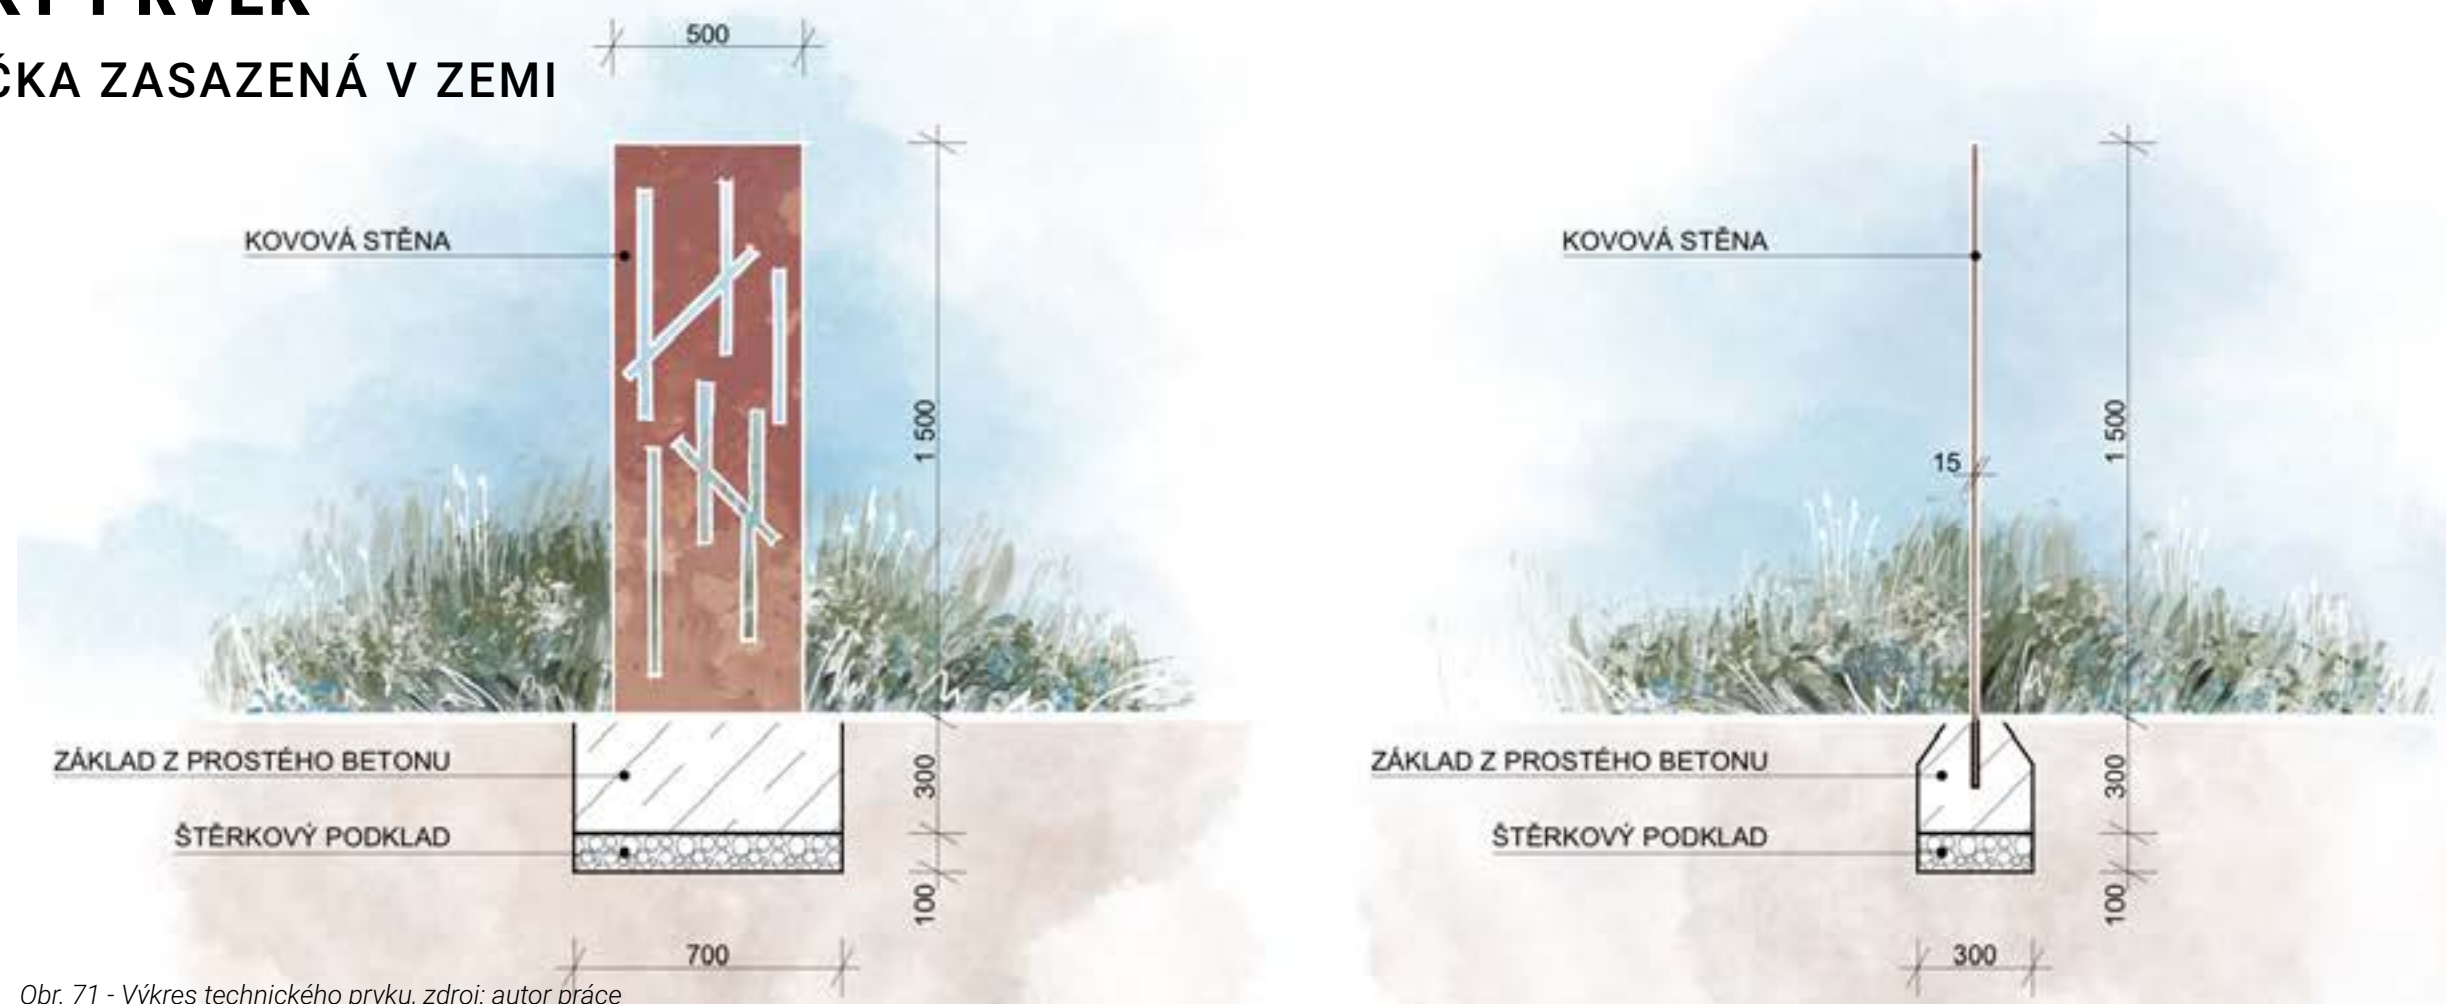 PRVEK
ZASAZENÁ V ZEMI
500
KOVOVÁ STĚNA
1 500
ZÁKLAD Z PROSTÉHO BETONU
300
ŠTĚRKOVÝ PODKLAD
100
700
KOVOVÁ STĚNA
15
1 500
ZÁKLAD Z PROSTÉHO BETONU
300
ŠTĚRKOVÝ PODKLAD
100
300
Obr. 71 - Výkres technického prvku, zdroj: autor práce